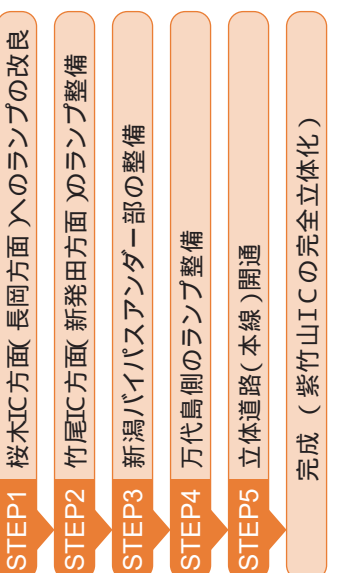 STEP1 桜木IC方面(長岡方面)へのランプの改良
STEP2 竹尾IC方面(新発田方面)のランプ整備
STEP3 新潟バイパスアンダー部の整備
STEP4 万代島側のランプ整備
STEP5 立体道路(本線)開通
完成(紫竹山ICの完全立体化)